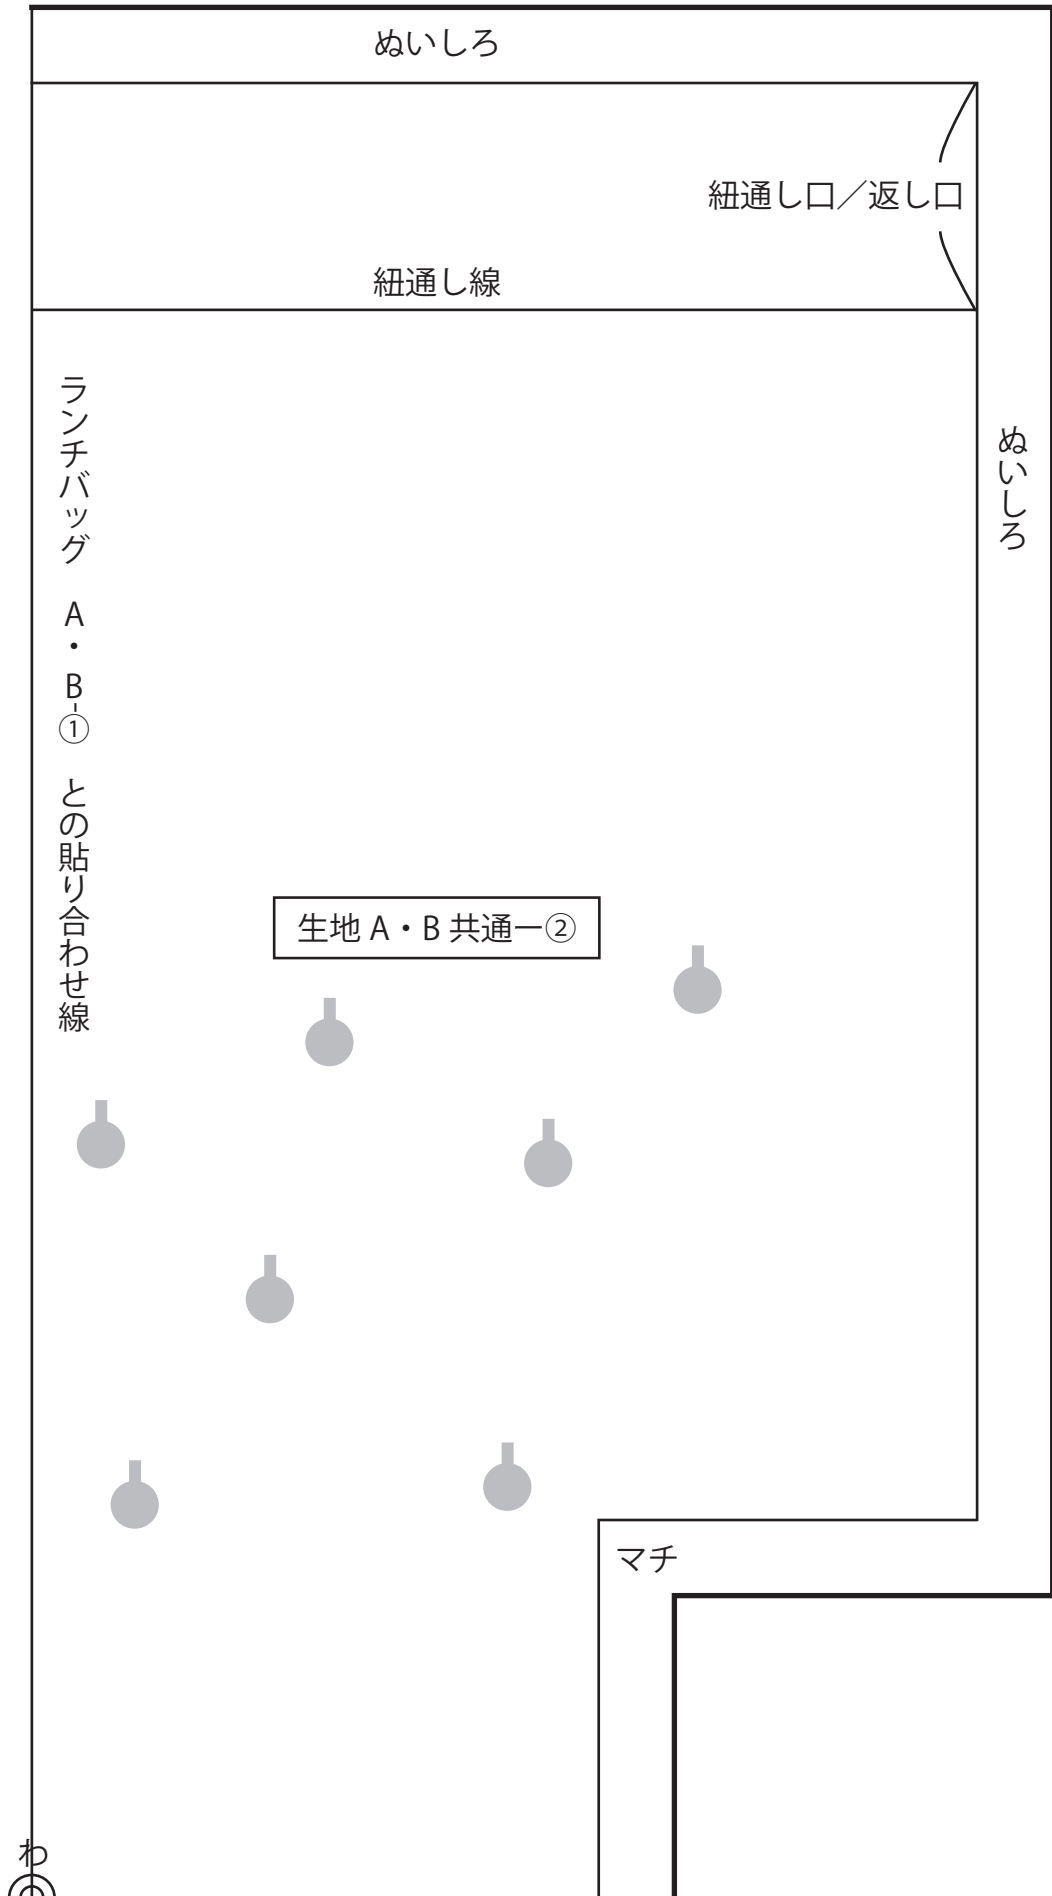 ぬいしろ
紐通し口／返し口
紐通し線
ランチバッグ A・B-① との貼り合わせ線
ぬいしろ
生地 A・B 共通ー②
マチ
わ